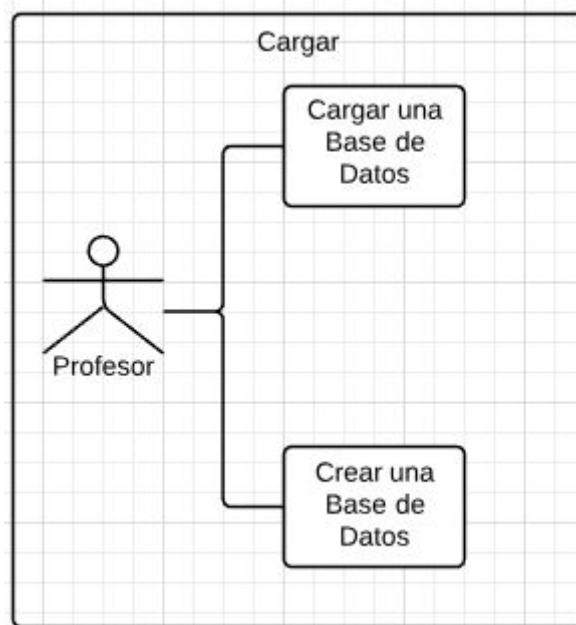 Cargar
Cargar una
Base de
Datos
Profesor
Crear una
Base de
Datos